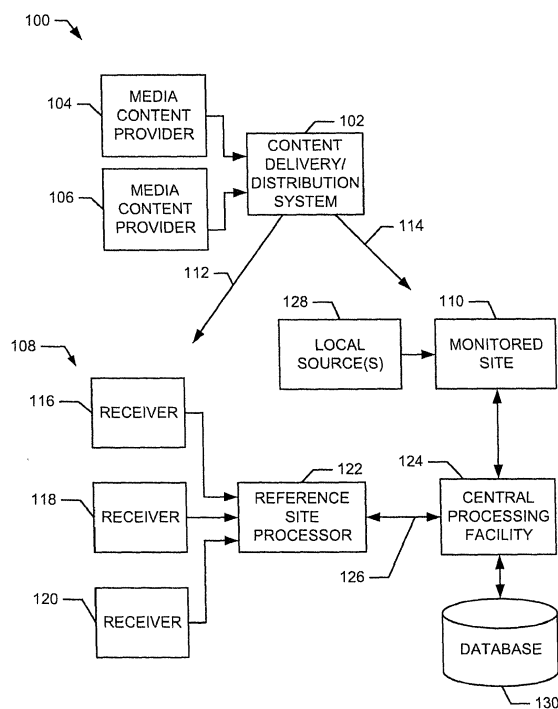 100
104
MEDIA
CONTENT
PROVIDER
102
CONTENT
DELIVERY/
DISTRIBUTION
SYSTEM
106
MEDIA
CONTENT
PROVIDER
112
114
128
LOCAL
SOURCE(S)
110
MONITORED
SITE
108
116
RECEIVER
118
RECEIVER
120
RECEIVER
122
REFERENCE
SITE
PROCESSOR
124
CENTRAL
PROCESSING
FACILITY
126
DATABASE
130